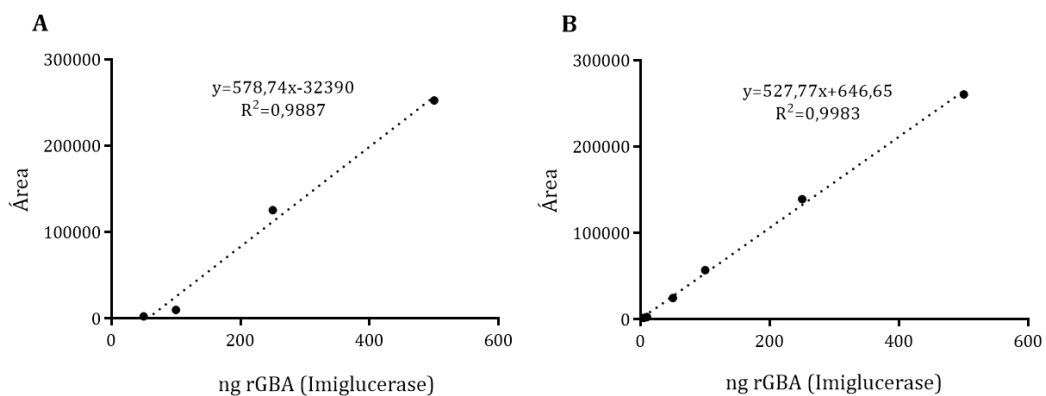 A
300000
200000
100000
0
0
200
400
600
Área
ng rGBA (Imiglucerase)
y=578,74x-32390
R²=0,9887
B
300000
200000
100000
0
0
200
400
600
Área
ng rGBA (Imiglucerase)
y=527,77x+646,65
R²=0,9983